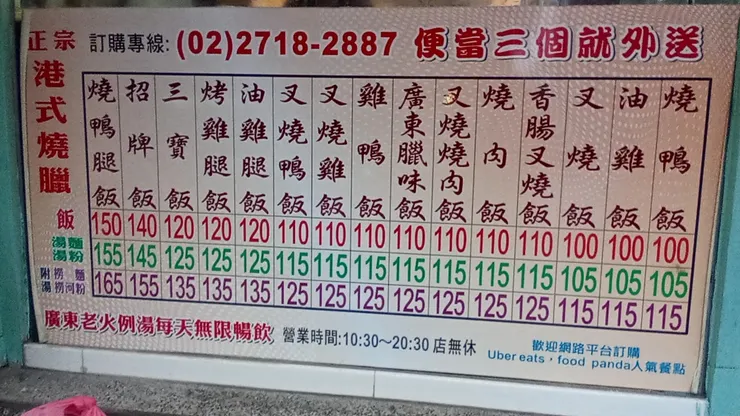 正宗
港式燒臘
訂購專線: (02)2718-2887 便當三個就外送
燒鴨腿飯
招牌飯
三寶飯
烤雞腿飯
油雞腿飯
叉燒鴨飯
叉燒雞飯
雞鴨飯
廣東臘味飯
叉燒燒肉飯
燒肉飯
香腸叉燒飯
叉燒飯
油雞飯
燒鴨飯
飯 150 140 120 120 120 110 110 110 110 110 110 110 100 100 100
湯麵
湯粉 155 145 125 125 125 115 115 115 115 115 115 115 105 105 105
附 撈 麵
湯 撈河粉 165 155 135 135 135 125 125 125 125 125 125 125 115 115 115
廣東老火例湯每天無限暢飲 營業時間:10:30～20:30 店無休
歡迎網路平台訂購
Uber eats，food panda人氣餐點